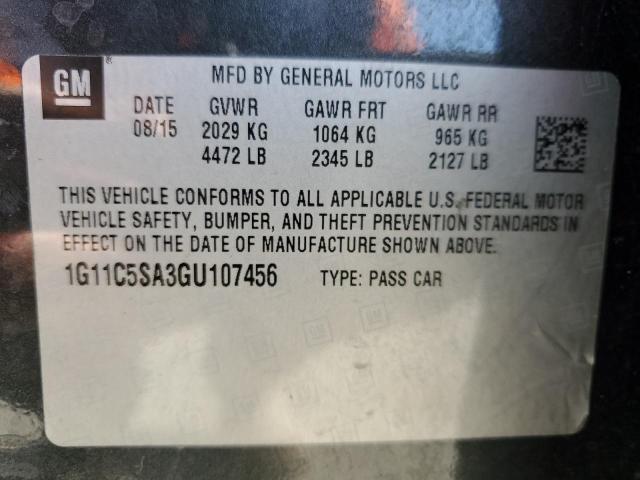 GM
MFD BY GENERAL MOTORS LLC
DATE GVWR GAWR FRT GAWR RR
08/15 2029 KG 1064 KG 965 KG
4472 LB 2345 LB 2127 LB
THIS VEHICLE CONFORMS TO ALL APPLICABLE U.S. FEDERAL MOTOR
VEHICLE SAFETY, BUMPER, AND THEFT PREVENTION STANDARDS IN
EFFECT ON THE DATE OF MANUFACTURE SHOWN ABOVE.
1G11C5SA3GU107456 TYPE: PASS CAR